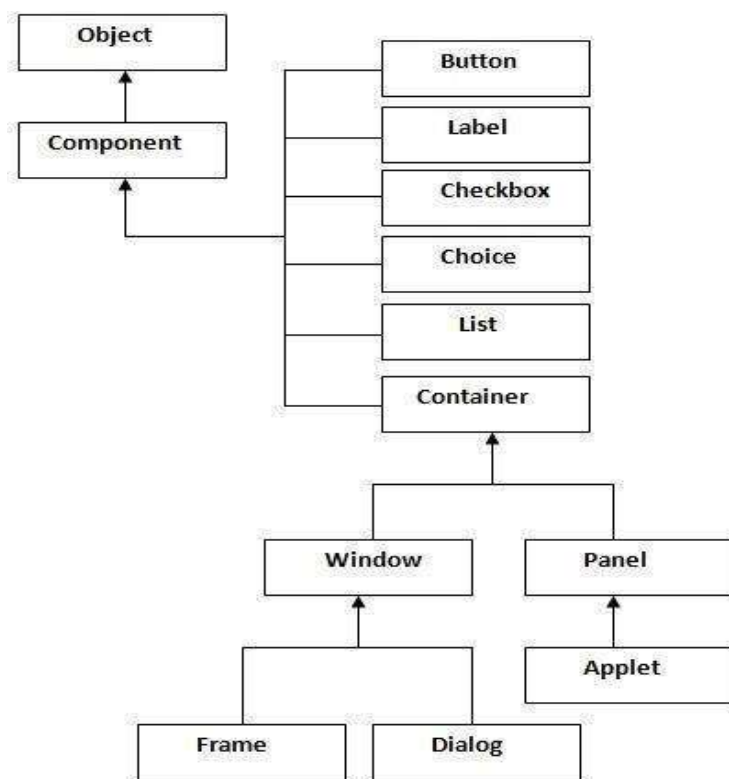 Object
Component
Button
Label
Checkbox
Choice
List
Container
Window
Panel
Applet
Frame
Dialog